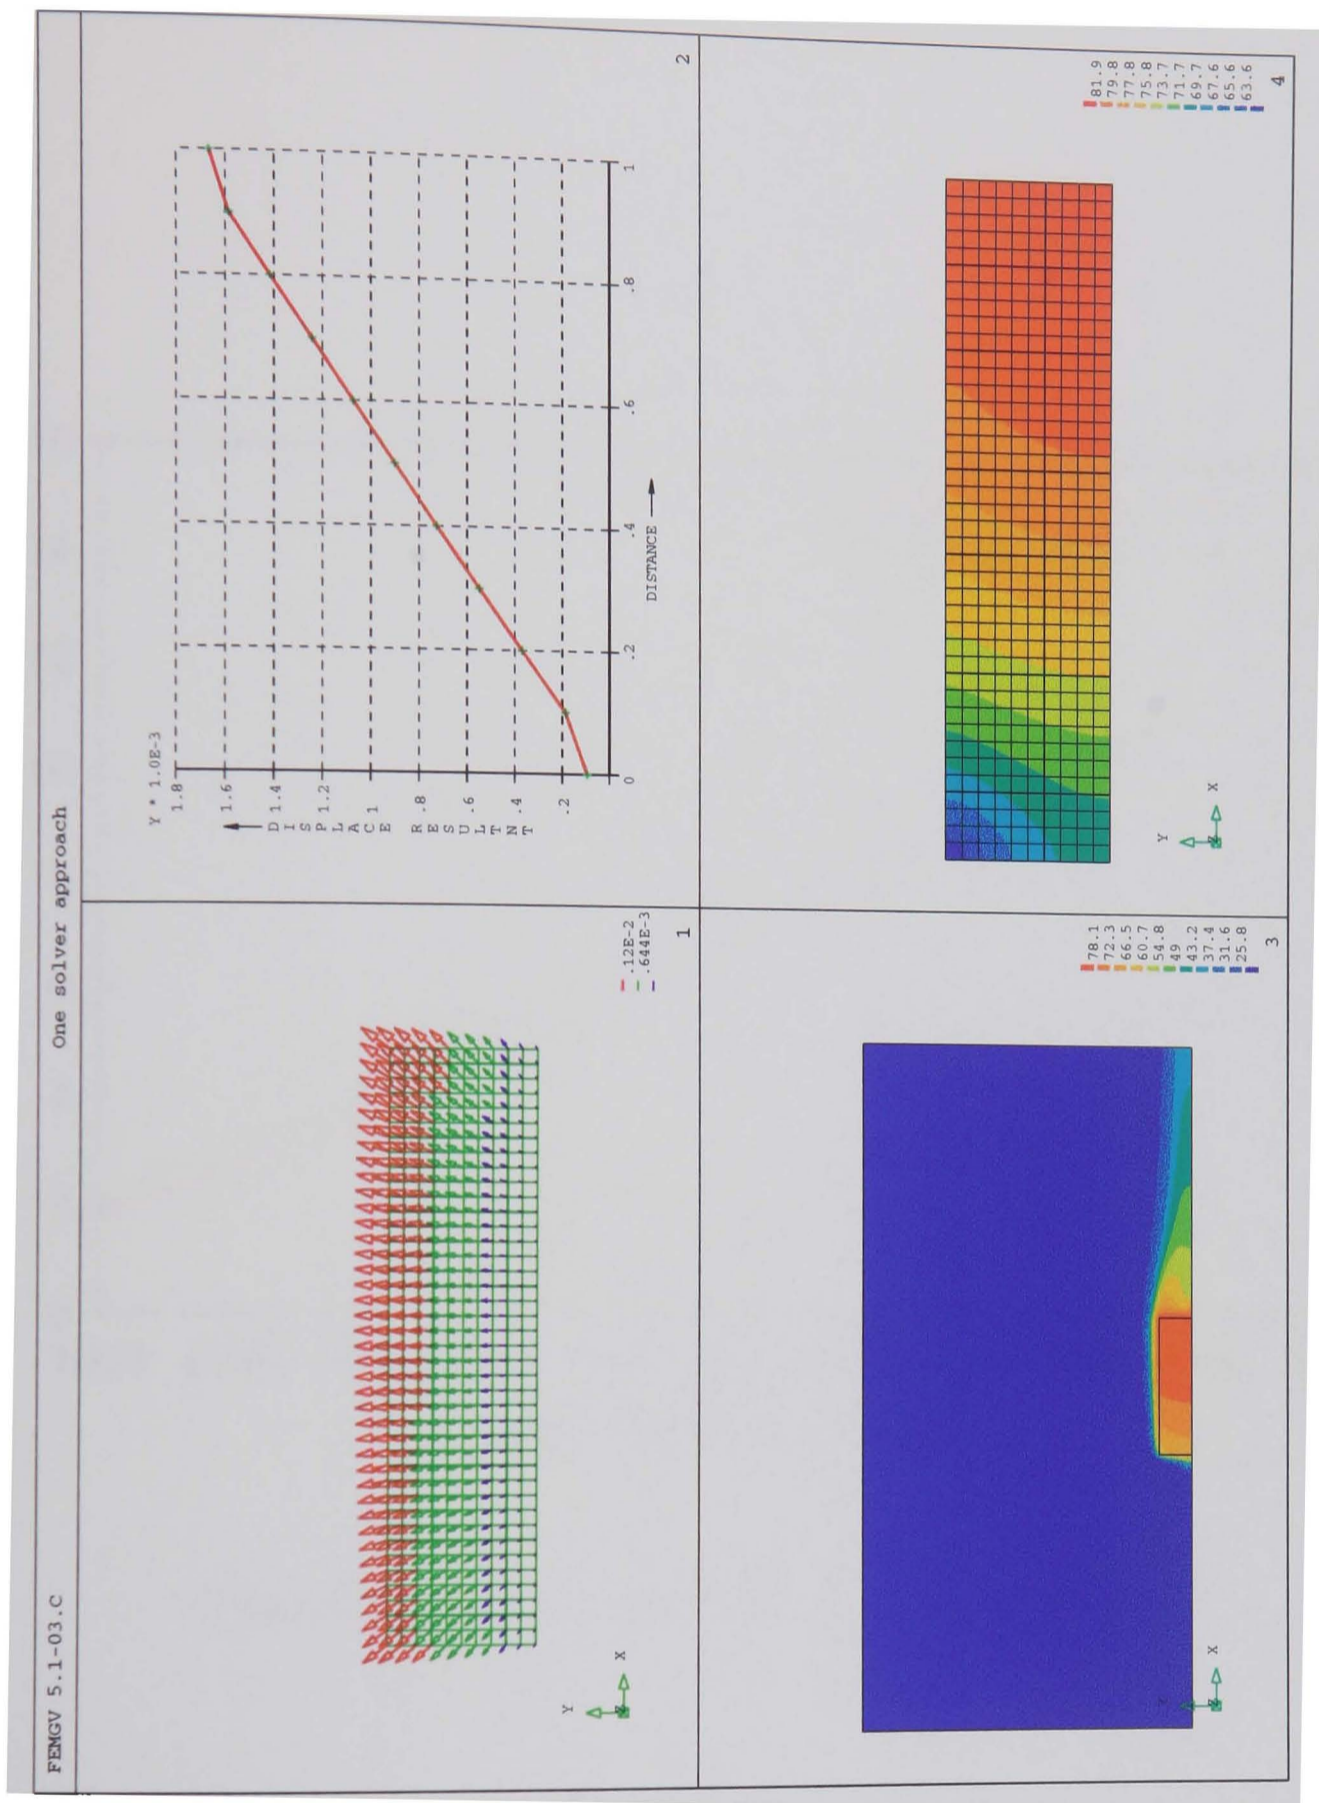 FEMGV 5.1-03.C
One solver approach
.12E-2
.644E-3
Y
X
Z
1
Y * 1.0E-3
1.8
1.6
1.4
1.2
1
.8
.6
.4
.2
DISPLACE RESULTNT
0
.2
.4
.6
.8
1
DISTANCE
2
78.1
72.3
66.5
60.7
54.8
49
43.2
37.4
31.6
25.8
Y
X
Z
3
81.9
79.8
77.8
75.8
73.7
71.7
69.7
67.6
65.6
63.6
Y
X
Z
4